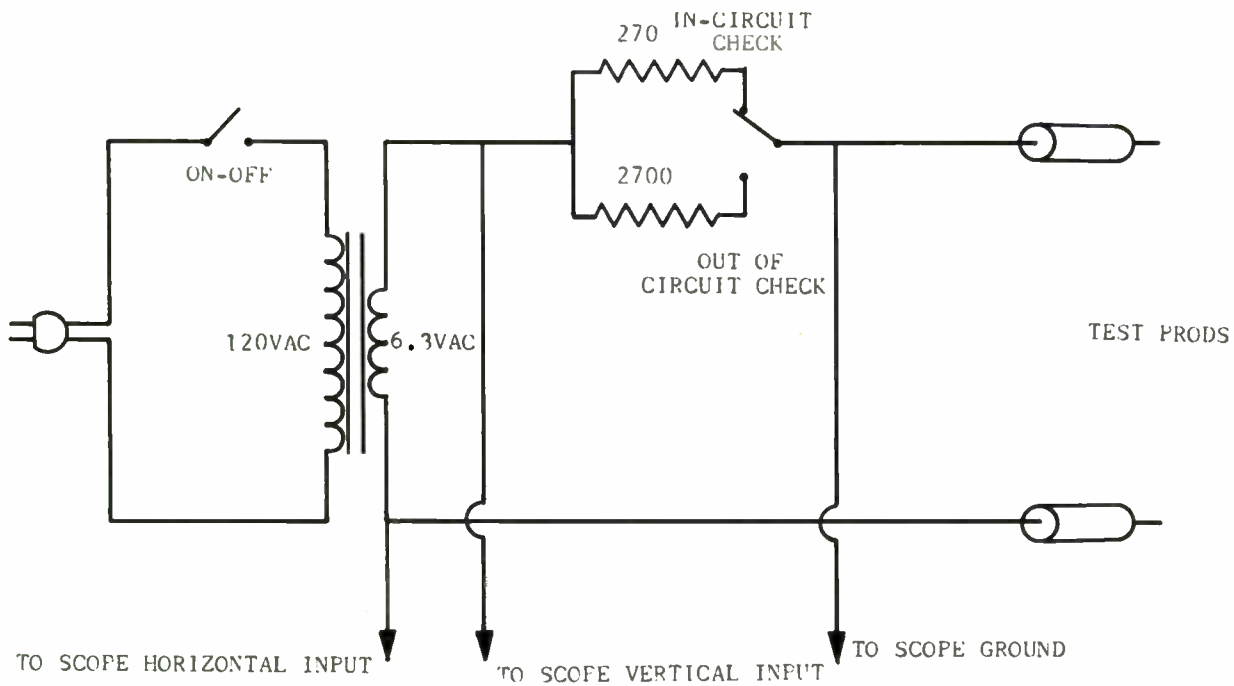 270
IN-CIRCUIT
CHECK
ON-OFF
2700
OUT OF
CIRCUIT CHECK
120VAC
6.3VAC
TEST PRODS
TO SCOPE HORIZONTAL INPUT
TO SCOPE VERTICAL INPUT
TO SCOPE GROUND